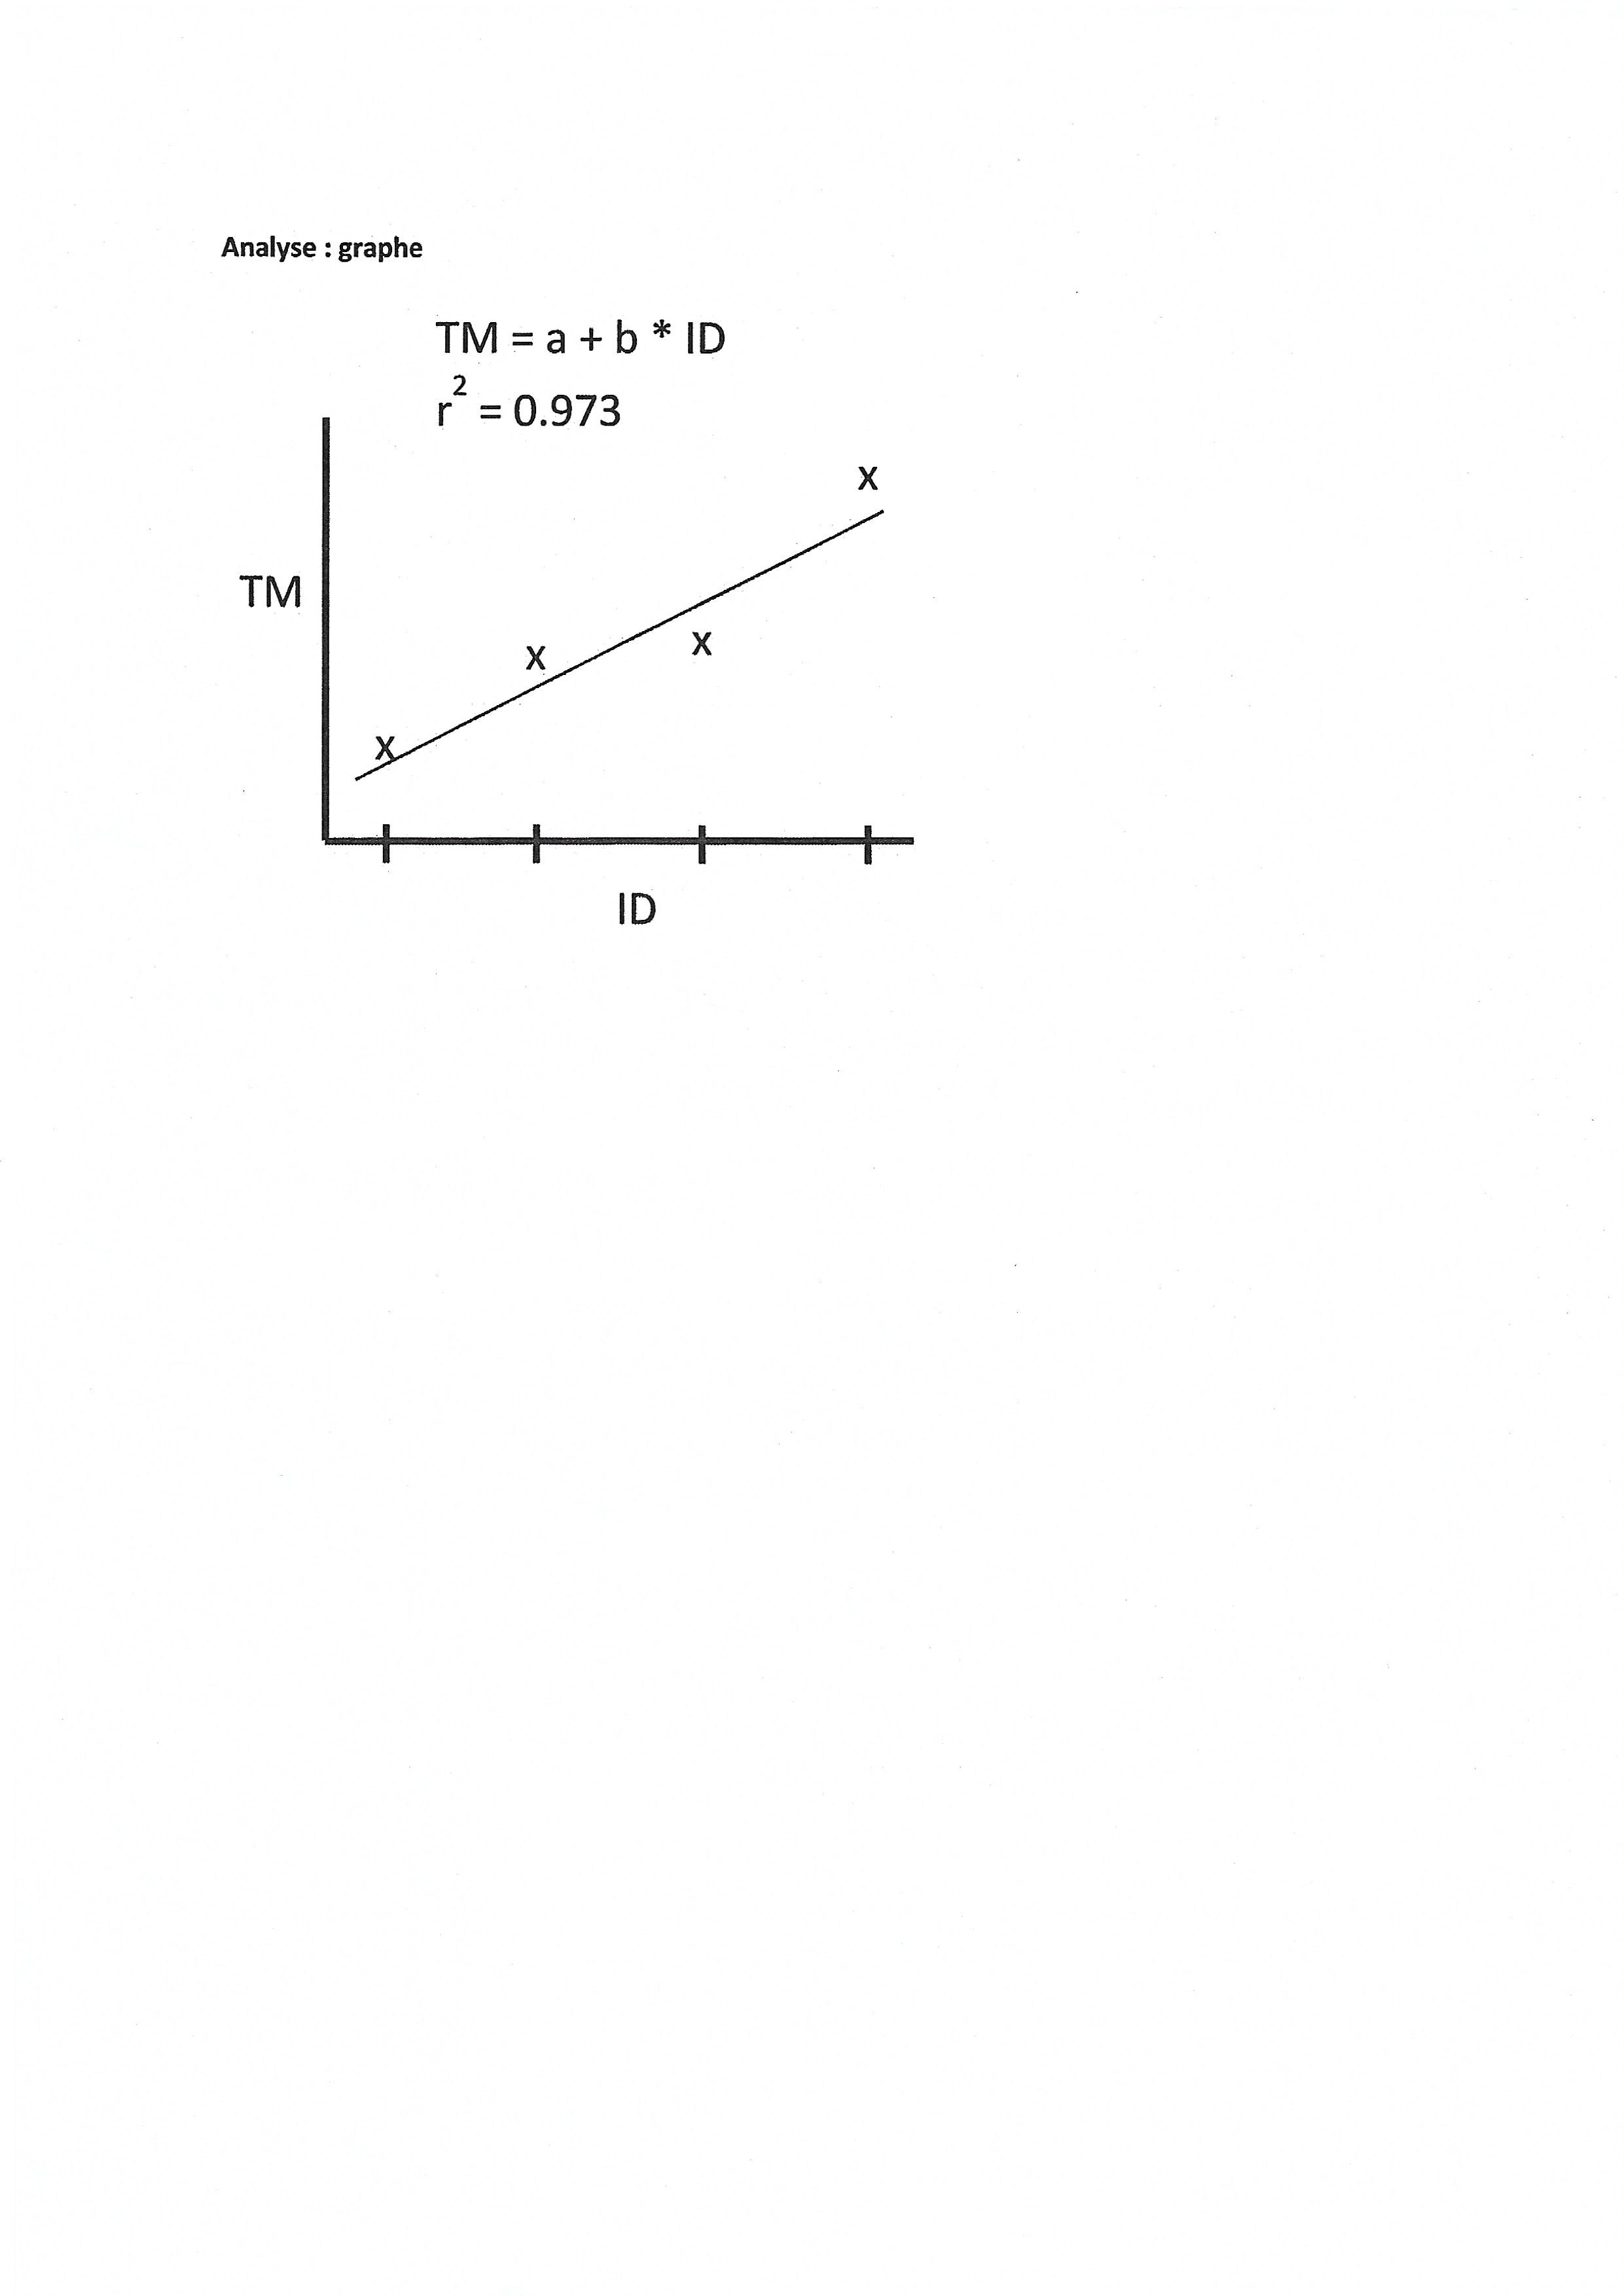 Analyse : graphe
TM = a + b * ID
r² = 0.973
x
TM
x
x
x
ID